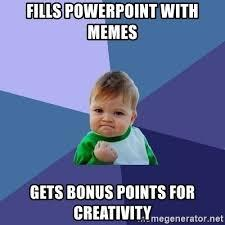 FILLS POWERPOINT WITH
MEMES
GETS BONUS POINTS FOR
CREATIVITY
memegenerator.net